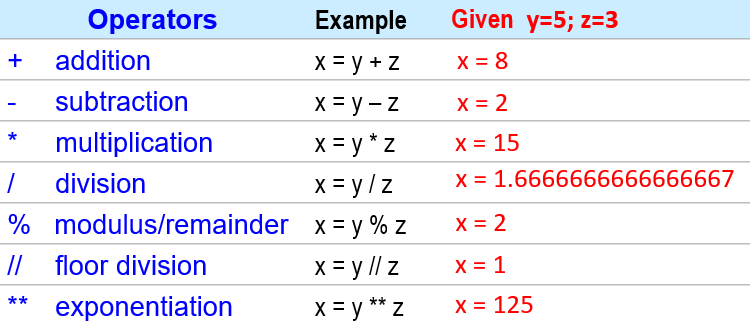 Operators Example Given y=5; z=3
+ addition x = y + z x = 8
- subtraction x = y – z x = 2
* multiplication x = y * z x = 15
/ division x = y / z x = 1.6666666666666667
% modulus/remainder x = y % z x = 2
// floor division x = y // z x = 1
** exponentiation x = y ** z x = 125